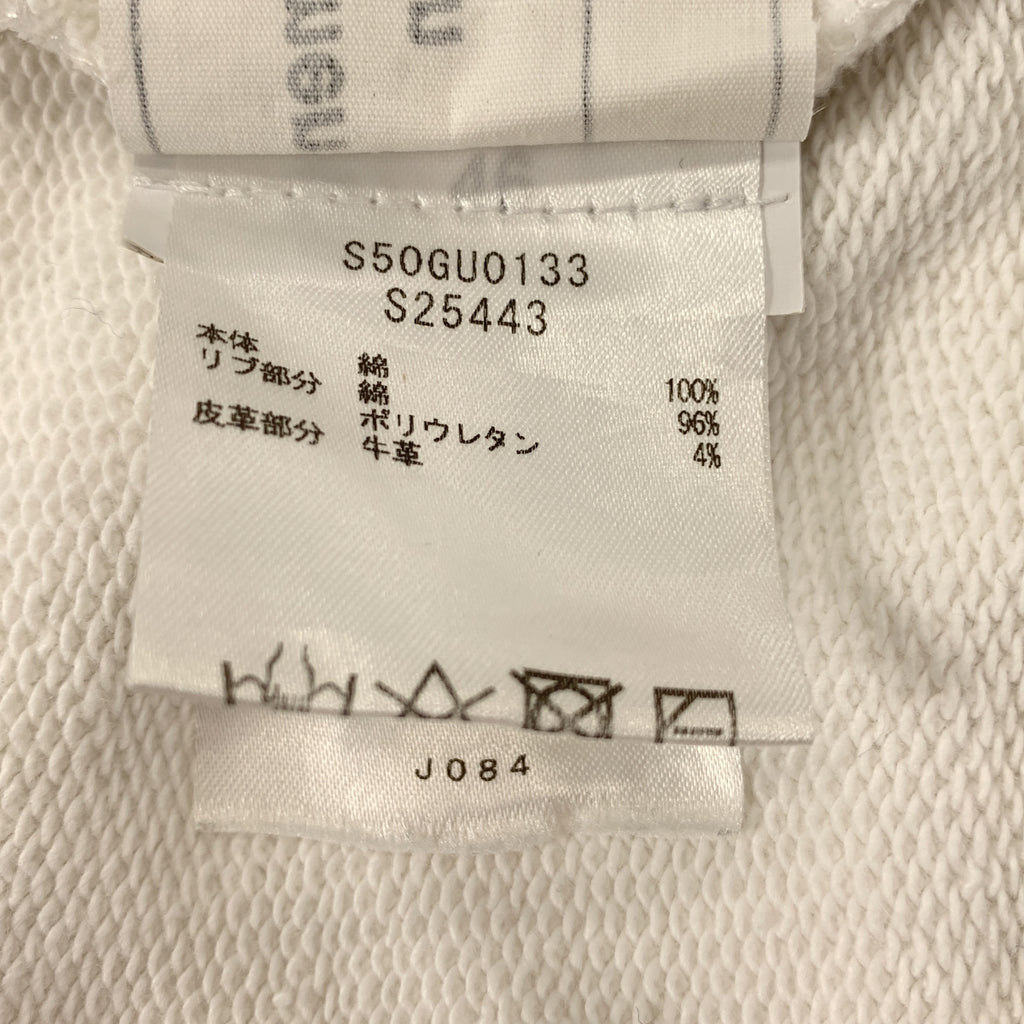 46
S50GU0133
S25443
本体 綿 100%
リブ部分 綿 96%
ポリウレタン 4%
皮革部分 牛革
J084